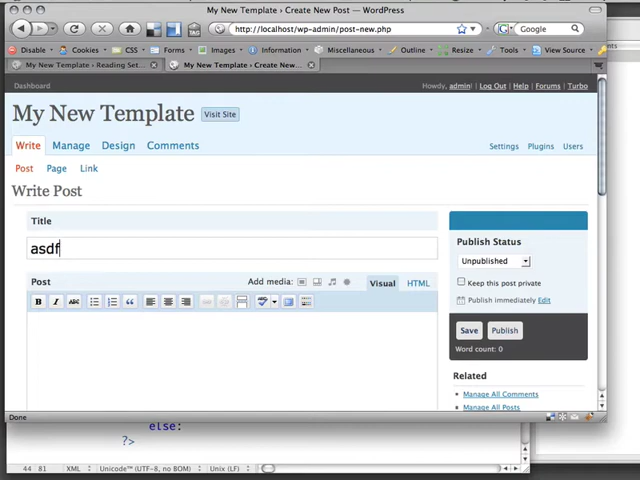 My New Template › Create New Post — WordPress
http://localhost/wp-admin/post-new.php
Google
Disable Cookies CSS Forms Images Information Miscellaneous Outline Resize Tools View Source
My New Template › Reading Set... My New Template › Create New...
Dashboard
Howdy, admin! | Log Out | Help | Forums | Turbo
My New Template Visit Site
Write Manage Design Comments
Settings Plugins Users
Post Page Link
Write Post
Title
asdf
Post Add media: Visual HTML
B I ABC
Publish Status
Unpublished
Keep this post private
Publish immediately Edit
Save Publish
Word count: 0
Related
Manage All Comments
Manage All Posts
Done
else:
?>
44 81 XML Unicode™ (UTF-8, no BOM) Unix (LF)